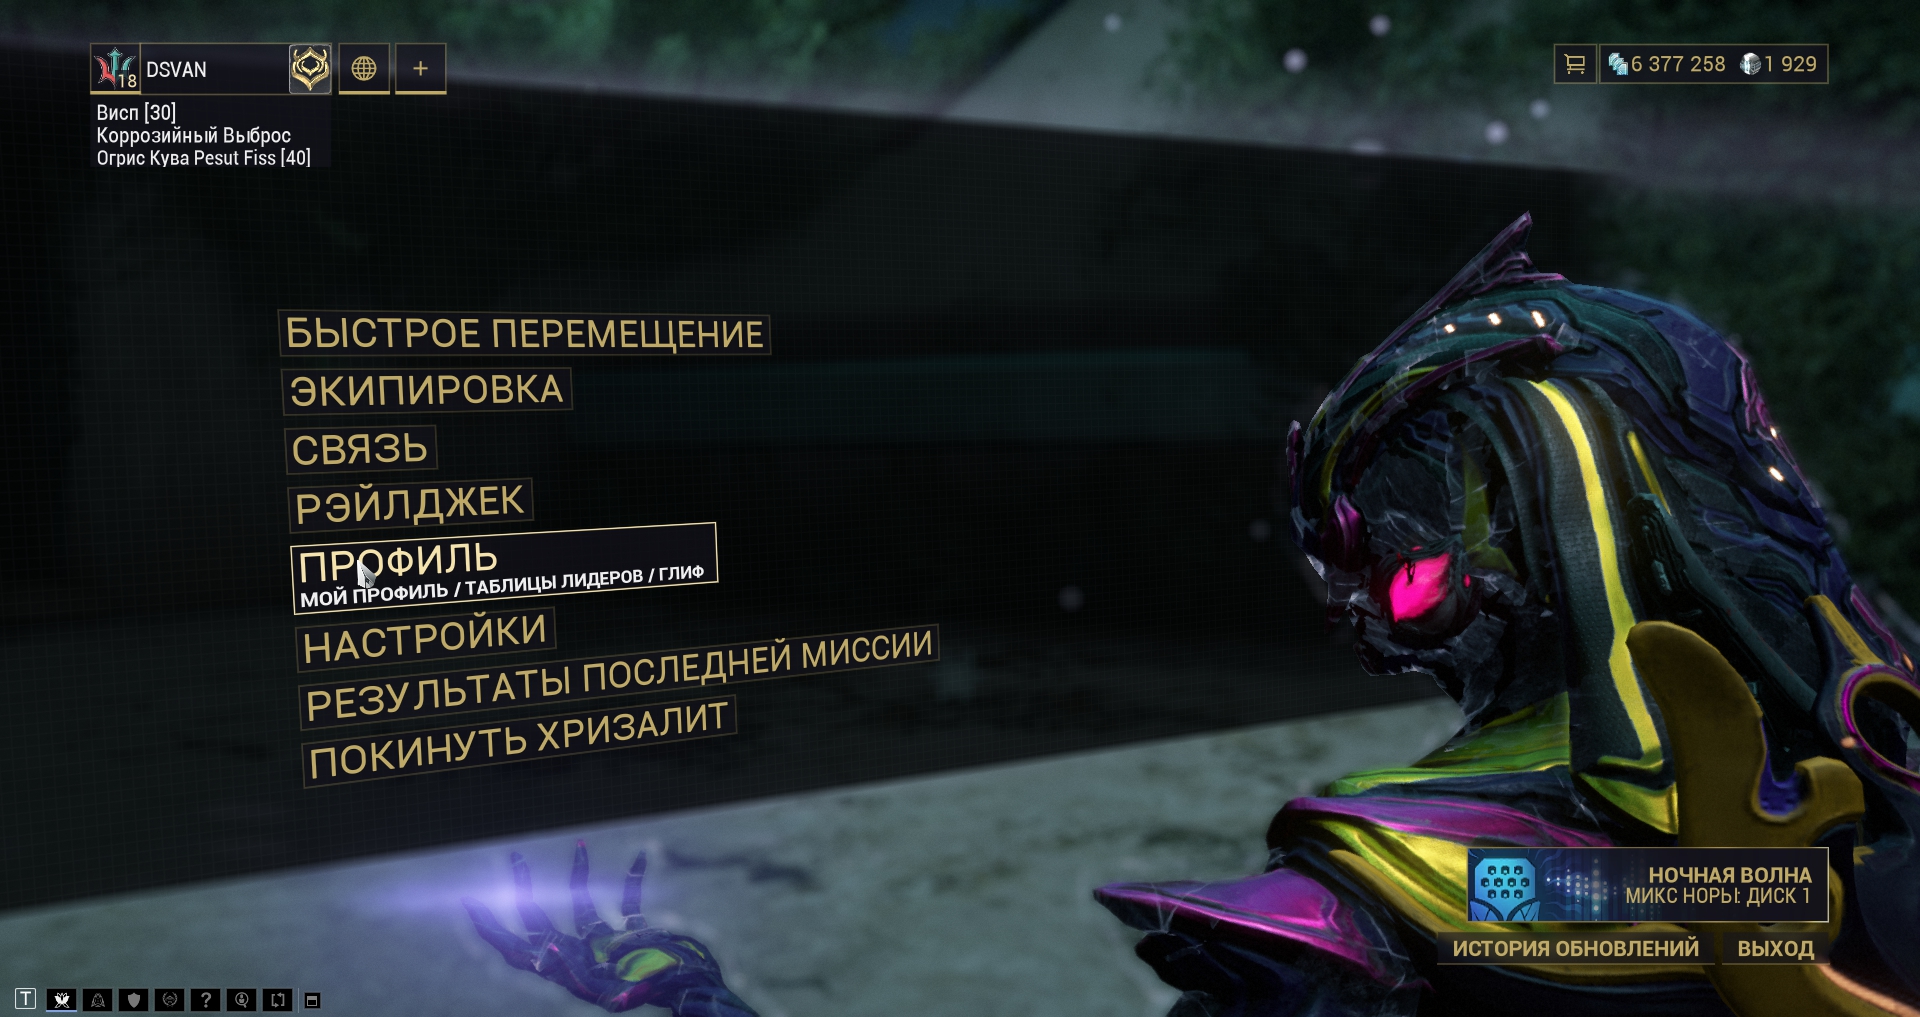 18 DSVAN +
Висп [30]
Коррозийный Выброс
Огрис Кува Pesut Fiss [40]
6 377 258 1 929
БЫСТРОЕ ПЕРЕМЕЩЕНИЕ
ЭКИПИРОВКА
СВЯЗЬ
РЭЙЛДЖЕК
ПРОФИЛЬ
МОЙ ПРОФИЛЬ / ТАБЛИЦЫ ЛИДЕРОВ / ГЛИФ
НАСТРОЙКИ
РЕЗУЛЬТАТЫ ПОСЛЕДНЕЙ МИССИИ
ПОКИНУТЬ ХРИЗАЛИТ
НОЧНАЯ ВОЛНА
МИКС НОРЫ: ДИСК 1
ИСТОРИЯ ОБНОВЛЕНИЙ ВЫХОД
T ?